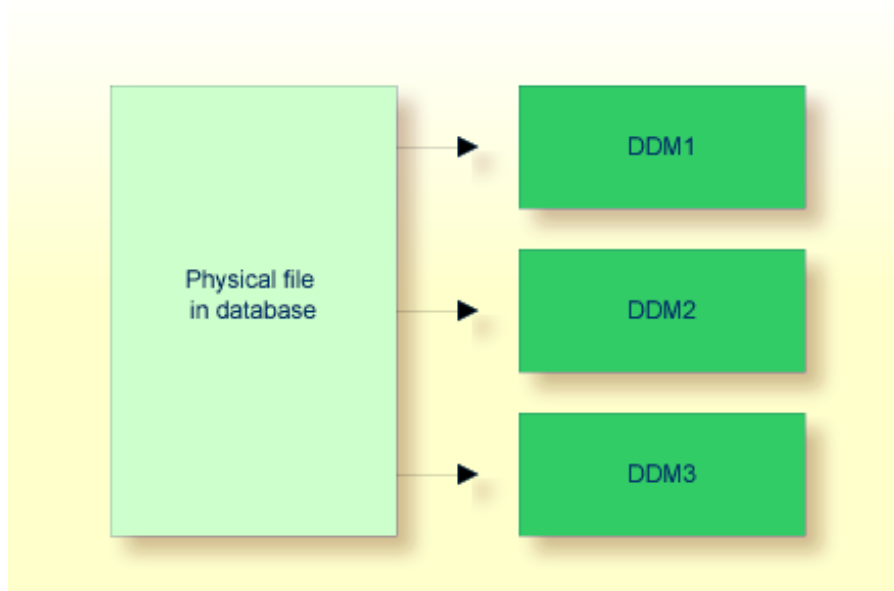 Physical file
in database
DDM1
DDM2
DDM3